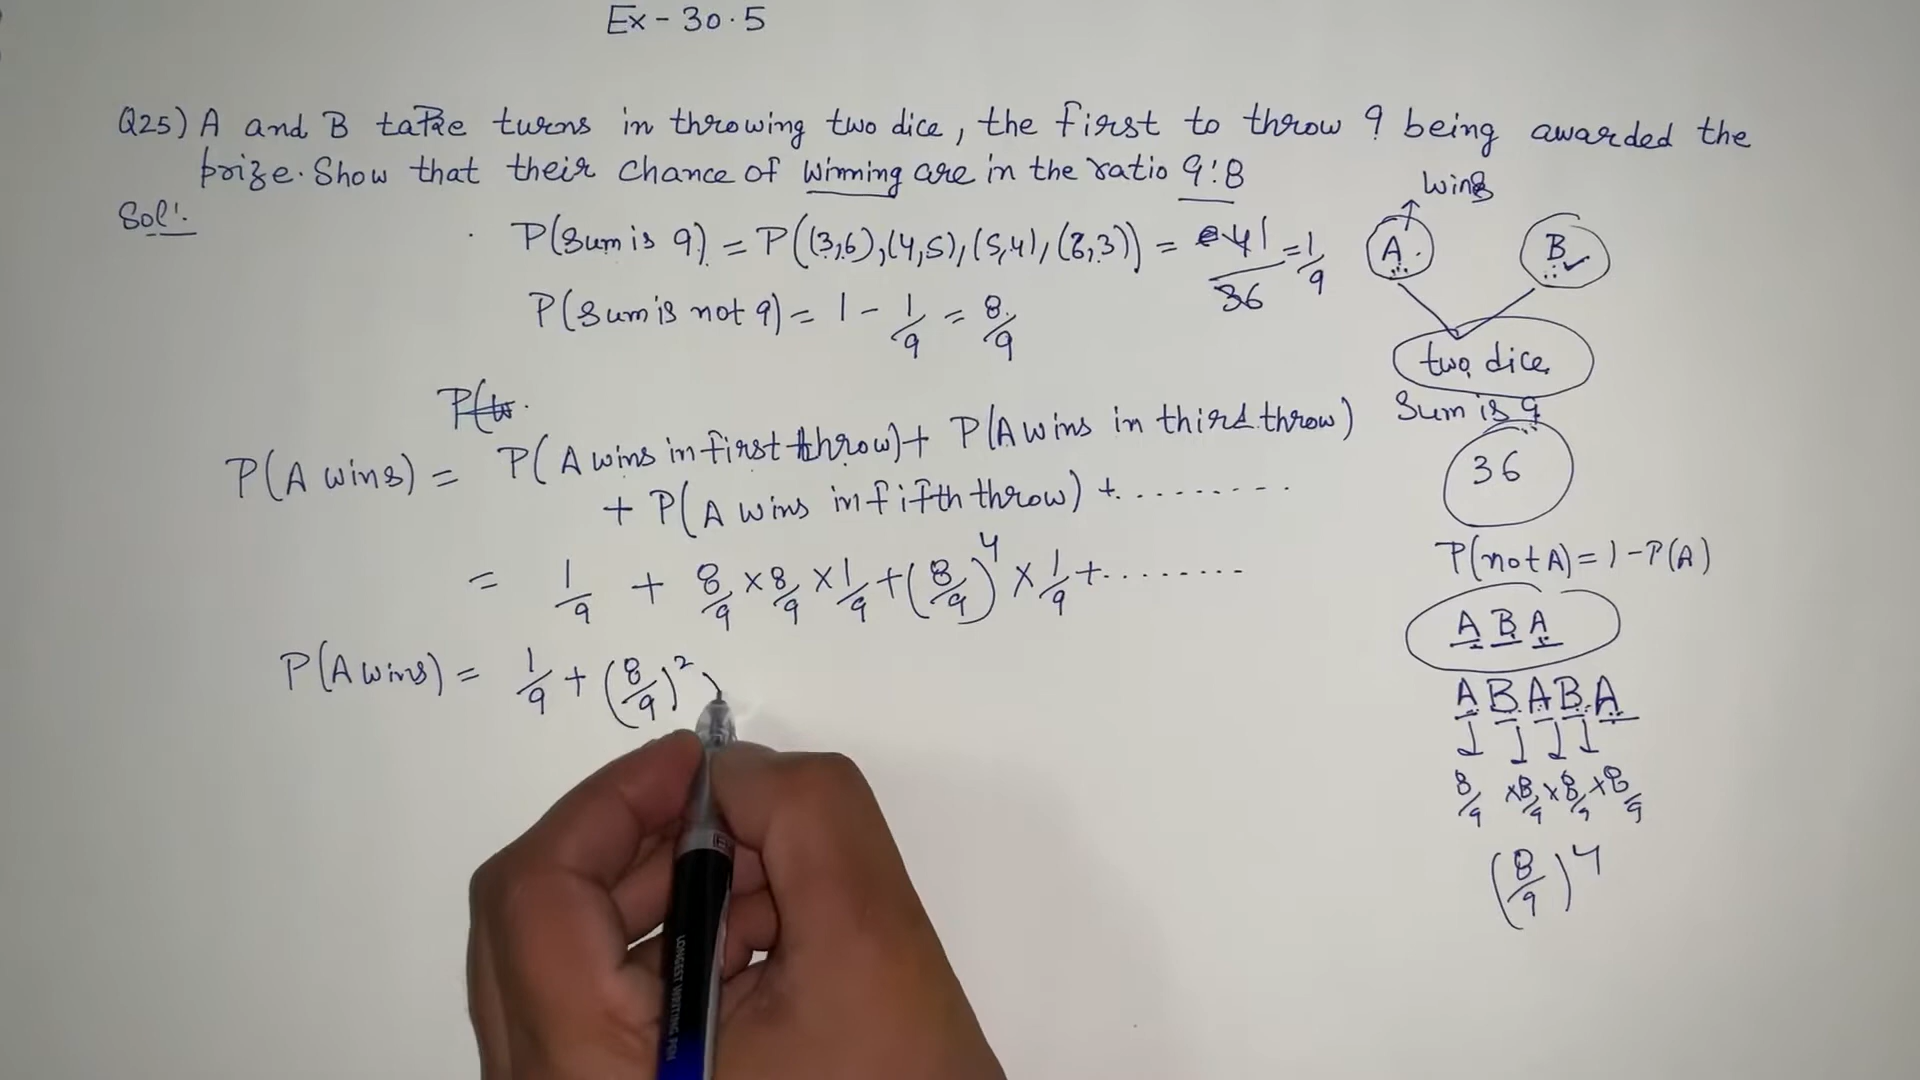 Ex - 30.5
Q25) A and B take turns in throwing two dice, the first to throw 9 being awarded the
prize. Show that their chance of winning are in the ratio 9:8
Sol':
P(sum is 9) = P((3,6),(4,5),(5,4),(6,3)) = 4/36 = 1/9
P(sum is not 9) = 1 - 1/9 = 8/9
P(A wins) = P(A wins in first throw) + P(A wins in third throw)
+ P(A wins in fifth throw) + ........
= 1/9 + 8/9 × 8/9 × 1/9 + (8/9)^4 × 1/9 + ........
P(A wins) = 1/9 + (8/9)^2
wins
A B
two dice
Sum is 9
36
P(not A) = 1 - P(A)
A B A
A B A B A
8/9 × 8/9 × 8/9 × 8/9
(8/9)^4
LONGEST WRITING PEN